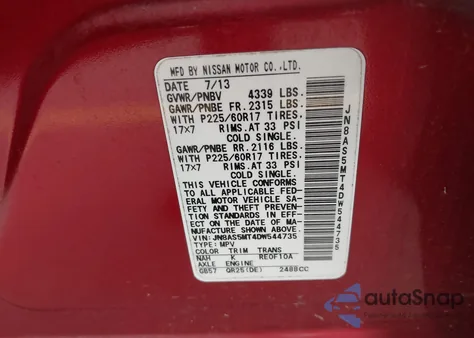 MFD BY NISSAN MOTOR CO.,LTD.
DATE 7/13
GVWR/PNBV 4339 LBS.
GAWR/PNBE FR. 2315 LBS.
WITH P225/60R17 TIRES.
17x7 RIMS. AT 33 PSI
COLD SINGLE.
GAWR/PNBE RR. 2116 LBS.
WITH P225/60R17 TIRES.
17x7 RIMS. AT 33 PSI
COLD SINGLE.
THIS VEHICLE CONFORMS
TO ALL APPLICABLE FED-
ERAL MOTOR VEHICLE SAF-
ETY AND THEFT PREVEN-
TION STANDARDS IN EFF-
ECT ON THE DATE OF MA-
NUFACTURE SHOWN ABOVE.
VIN: JN8AS5MT4DW544735
TYPE: MPV
COLOR TRIM TRANS
NAH K RE0F10A
AXLE ENGINE
GB57 QR25(DE) 2488CC
JN8AS5MT4DW544735
autoSnap